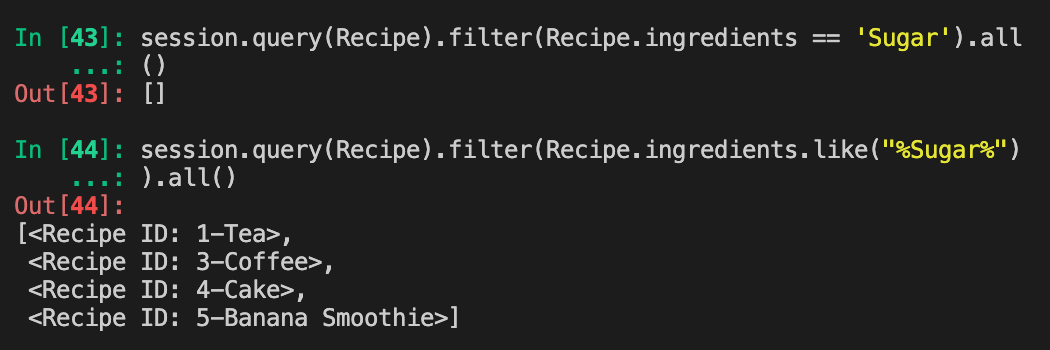 In [43]: session.query(Recipe).filter(Recipe.ingredients == 'Sugar').all
...: ()
Out[43]: []
In [44]: session.query(Recipe).filter(Recipe.ingredients.like("%Sugar%")
...: ).all()
Out[44]:
[<Recipe ID: 1-Tea>,
<Recipe ID: 3-Coffee>,
<Recipe ID: 4-Cake>,
<Recipe ID: 5-Banana Smoothie>]